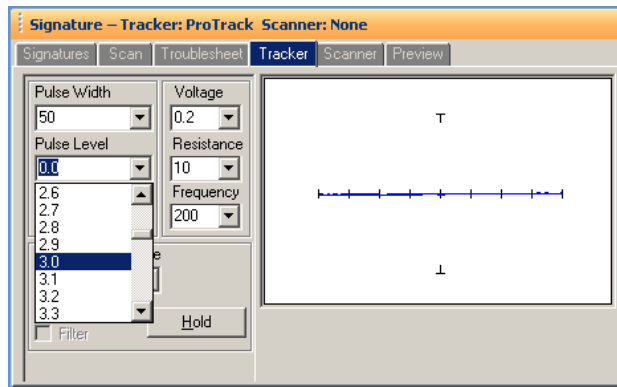 Signature – Tracker: ProTrack Scanner: None
Signatures Scan Troublesheet Tracker Scanner Preview
Pulse Width
50
Pulse Level
0.0
2.6
2.7
2.8
2.9
3.0
3.1
3.2
3.3
Filter
Voltage
0.2
Resistance
10
Frequency
200
e
Hold